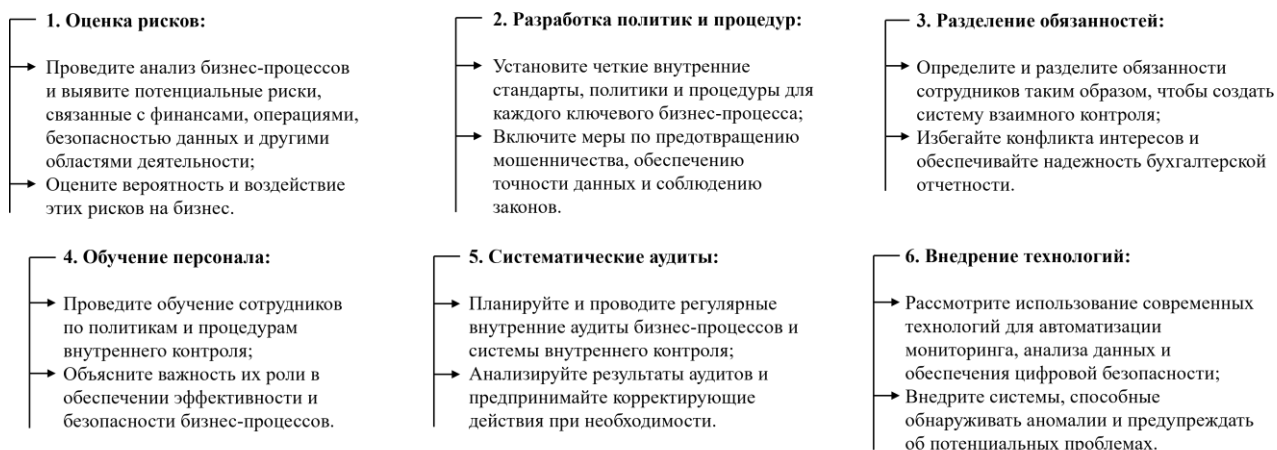 1. Оценка рисков:
Проведите анализ бизнес-процессов
и выявите потенциальные риски,
связанные с финансами, операциями,
безопасностью данных и другими
областями деятельности;
Оцените вероятность и воздействие
этих рисков на бизнес.
2. Разработка политик и процедур:
Установите четкие внутренние
стандарты, политики и процедуры для
каждого ключевого бизнес-процесса;
Включите меры по предотвращению
мошенничества, обеспечению
точности данных и соблюдению
законов.
3. Разделение обязанностей:
Определите и разделите обязанности
сотрудников таким образом, чтобы создать
систему взаимного контроля;
Избегайте конфликта интересов и
обеспечивайте надежность бухгалтерской
отчетности.
4. Обучение персонала:
Проведите обучение сотрудников
по политикам и процедурам
внутреннего контроля;
Объясните важность их роли в
обеспечении эффективности и
безопасности бизнес-процессов.
5. Систематические аудиты:
Планируйте и проводите регулярные
внутренние аудиты бизнес-процессов и
системы внутреннего контроля;
Анализируйте результаты аудитов и
предпринимайте корректирующие
действия при необходимости.
6. Внедрение технологий:
Рассмотрите использование современных
технологий для автоматизации
мониторинга, анализа данных и
обеспечения цифровой безопасности;
Внедрите системы, способные
обнаруживать аномалии и предупреждать
об потенциальных проблемах.